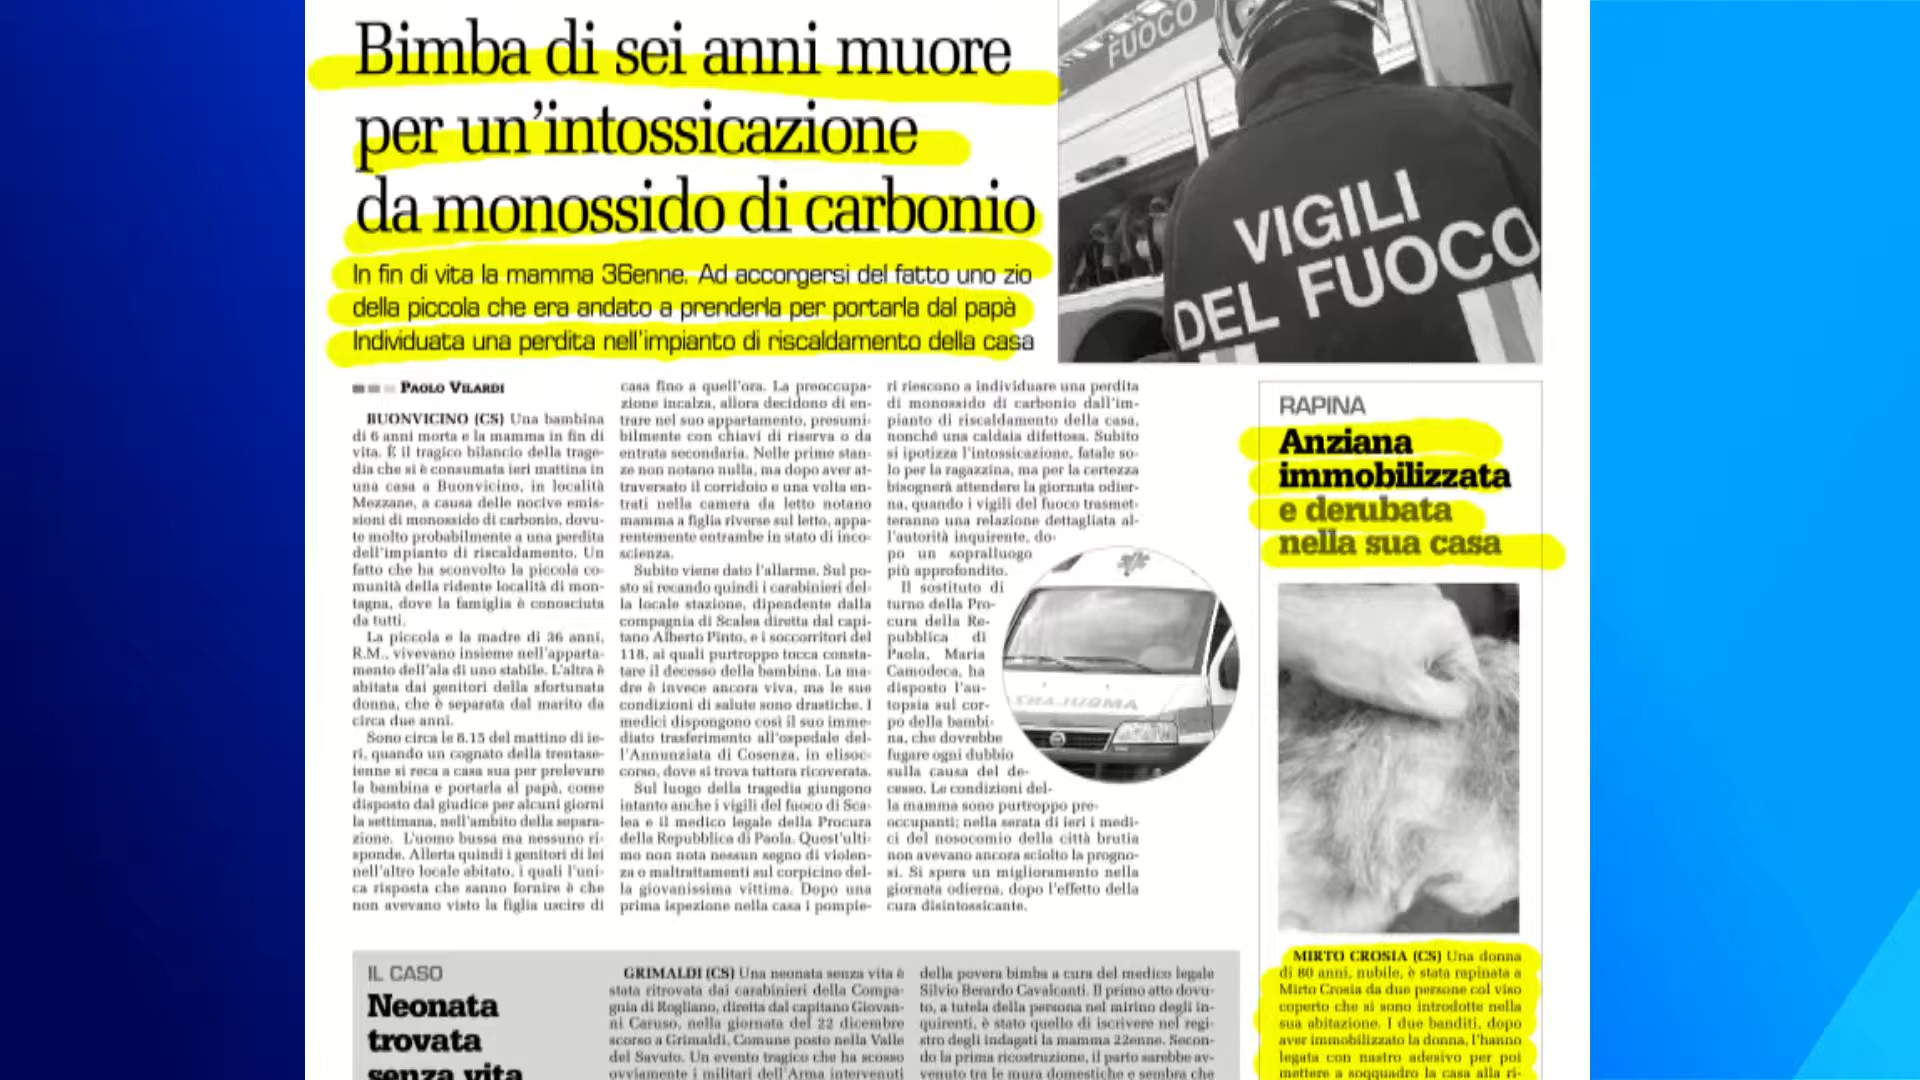 Bimba di sei anni muore
per un'intossicazione
da monossido di carbonio
In fin di vita la mamma 36enne. Ad accorgersi del fatto uno zio
della piccola che era andato a prenderla per portarla dal papà
Individuata una perdita nell'impianto di riscaldamento della casa
FUOCO
VIGILI
DEL FUOCO
PAOLO VILARDI
BUONVICINO (CS) Una bambina
di 6 anni morta e la mamma in fin di
vita. È il tragico bilancio della trage-
dia che si è consumata ieri mattina in
una casa a Buonvicino, in località
Mezzane, a causa delle nocive emis-
sioni di monossido di carbonio, dovu-
te molto probabilmente a una perdita
dell'impianto di riscaldamento. Un
fatto che ha sconvolto la piccola co-
munità della ridente località di mon-
tagna, dove la famiglia è conosciuta
da tutti.
La piccola e la madre di 36 anni,
R.M., vivevano insieme nell'apparta-
mento dell'ala di uno stabile. L'altra è
abitata dai genitori della sfortunata
donna, che è separata dal marito da
circa due anni.
Sono circa le 8.15 del mattino di ie-
ri, quando un cognato della trentase-
ienne si reca a casa sua per prelevare
la bambina e portarla al papà, come
disposto dal giudice per alcuni giorni
la settimana, nell'ambito della separa-
zione. L'uomo bussa ma nessuno ri-
sponde. Allerta quindi i genitori di lei
nell'altro locale abitato, i quali l'uni-
ca risposta che sanno fornire è che
non avevano visto la figlia uscire di
casa fino a quell'ora. La preoccupa-
zione incalza, allora decidono di en-
trare nel suo appartamento, presumi-
bilmente con chiavi di riserva o da
entrata secondaria. Nelle prime stan-
ze non notano nulla, ma dopo aver at-
traversato il corridoio e una volta en-
trati nella camera da letto notano
mamma a figlia riverse sul letto, appa-
rentemente entrambe in stato di inco-
scienza.
Subito viene dato l'allarme. Sul po-
sto si recando quindi i carabinieri del-
la locale stazione, dipendente dalla
compagnia di Scalea diretta dal capi-
tano Alberto Pinto, e i soccorritori del
118, ai quali purtroppo tocca consta-
tare il decesso della bambina. La ma-
dre è invece ancora viva, ma le sue
condizioni di salute sono drastiche. I
medici dispongono così il suo imme-
diato trasferimento all'ospedale del-
l'Annunziata di Cosenza, in elisoc-
corso, dove si trova tuttora ricoverata.
Sul luogo della tragedia giungono
intanto anche i vigili del fuoco di Sca-
lea e il medico legale della Procura
della Repubblica di Paola. Quest'ulti-
mo non nota nessun segno di violen-
za o maltrattamenti sul corpicino del-
la giovanissima vittima. Dopo una
prima ispezione nella casa i pompie-
ri riescono a individuare una perdita
di monossido di carbonio dall'im-
pianto di riscaldamento della casa,
nonché una caldaia difettosa. Subito
si ipotizza l'intossicazione, fatale so-
lo per la ragazzina, ma per la certezza
bisognerà attendere la giornata odier-
na, quando i vigili del fuoco trasmet-
teranno una relazione dettagliata al-
l'autorità inquirente, do-
po un sopralluogo
più approfondito.
Il sostituto di
turno della Pro-
cura della Re-
pubblica di
Paola, Maria
Camodeca, ha
disposto l'au-
topsia sul cor-
po della bambi-
na, che dovrebbe
fugare ogni dubbio
sulla causa del de-
cesso. Le condizioni del-
la mamma sono purtroppo pre-
occupanti; nella serata di ieri i medi-
ci del nosocomio della città brutia
non avevano ancora sciolto la progno-
si. Si spera un miglioramento nella
giornata odierna, dopo l'effetto della
cura disintossicante.
RAPINA
Anziana
immobilizzata
e derubata
nella sua casa
MIRTO CROSIA (CS) Una donna
di 80 anni, nubile, è stata rapinata a
Mirto Crosia da due persone col viso
coperto che si sono introdotte nella
sua abitazione. I due banditi, dopo
aver immobilizzato la donna, l'hanno
legata con nastro adesivo per poi
mettere a soqquadro la casa alla ri-
IL CASO
Neonata
trovata
senza vita
GRIMALDI (CS) Una neonata senza vita è
stata ritrovata dai carabinieri della Compa-
gnia di Rogliano, diretta dal capitano Giovan-
ni Caruso, nella giornata del 22 dicembre
scorso a Grimaldi, Comune posto nella Valle
del Savuto. Un evento tragico che ha scosso
ovviamente i militari dell'Arma intervenuti
della povera bimba a cura del medico legale
Silvio Berardo Cavalcanti. Il primo atto dovu-
to, a tutela della persona nel mirino degli in-
quirenti, è stato quello di iscrivere nel regi-
stro degli indagati la mamma 22enne. Secon-
do la prima ricostruzione, il parto sarebbe av-
venuto tra le mura domestiche e sembra che